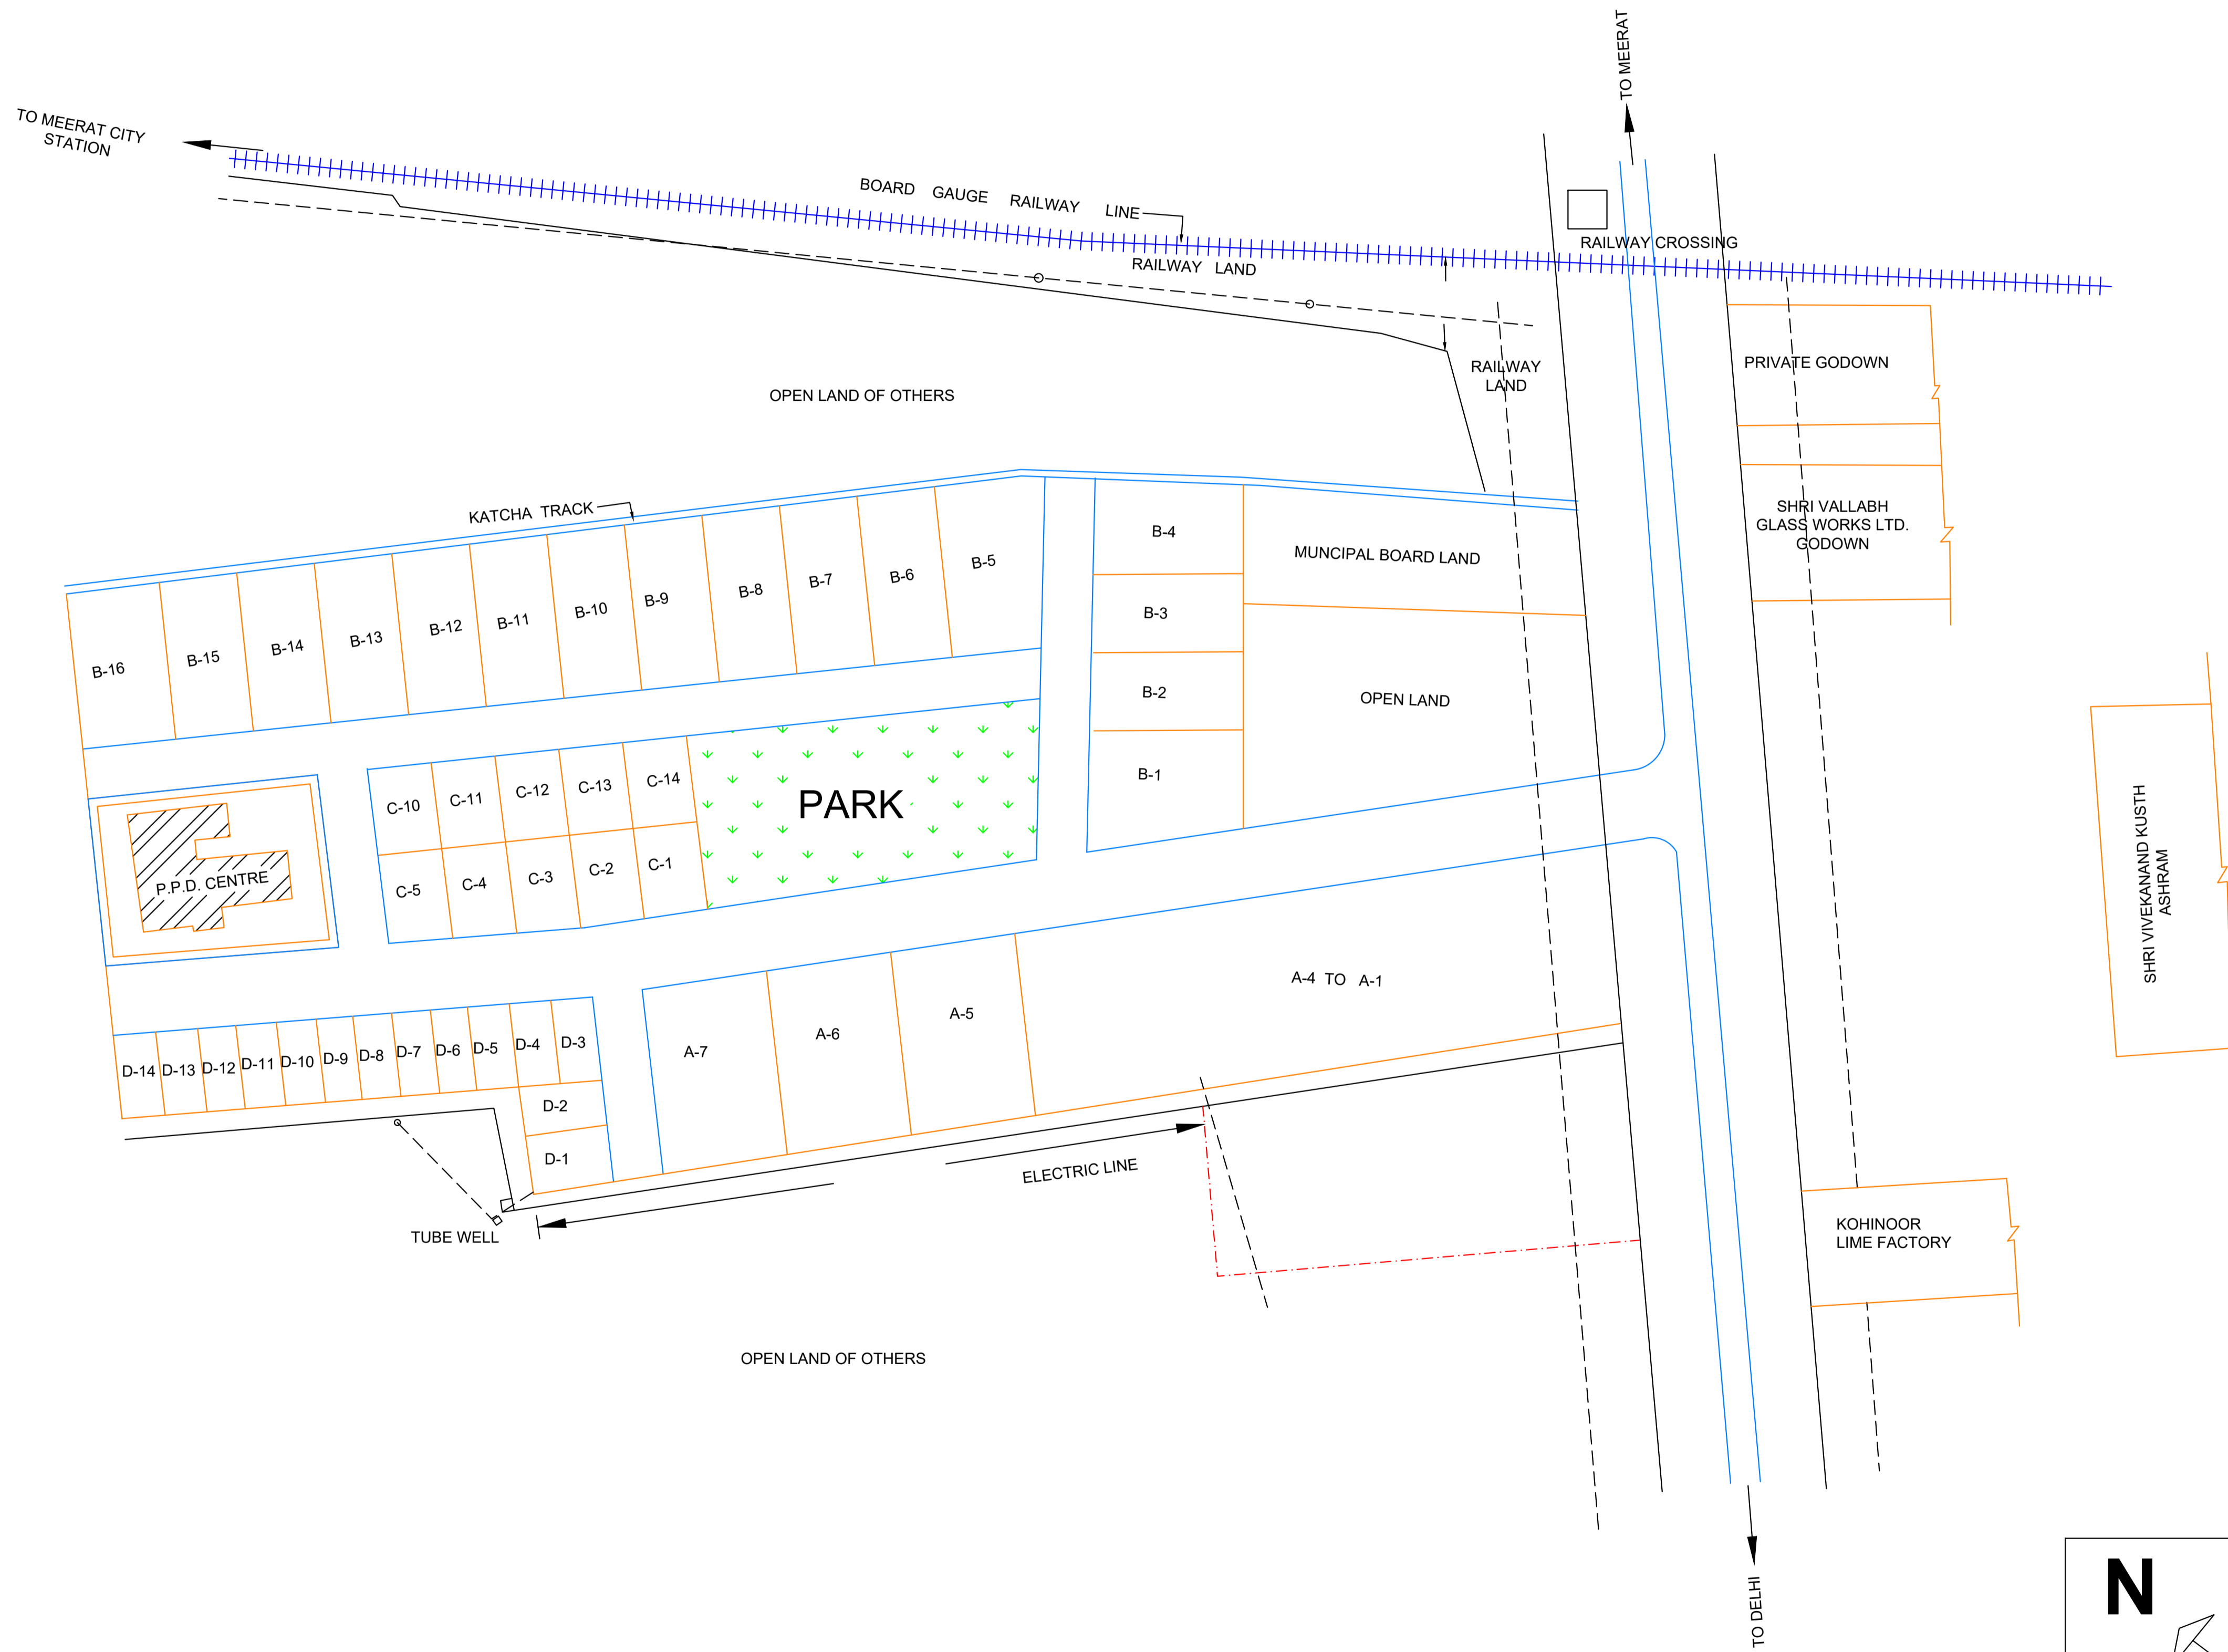 TO MEERAT
TO MEERAT CITY
STATION
BOARD GAUGE RAILWAY LINE
RAILWAY CROSSING
RAILWAY LAND
PRIVATE GODOWN
RAILWAY
LAND
OPEN LAND OF OTHERS
KATCHA TRACK
SHRI VALLABH
GLASS WORKS LTD.
GODOWN
B-4
MUNCIPAL BOARD LAND
B-16
B-15
B-14
B-13
B-12
B-11
B-10
B-9
B-8
B-7
B-6
B-5
B-3
B-2
OPEN LAND
B-1
C-10
C-11
C-12
C-13
C-14
PARK
C-5
C-4
C-3
C-2
C-1
P.P.D. CENTRE
SHRI VIVEKANAND KUSTH
ASHRAM
A-4 TO A-1
A-5
A-6
A-7
D-14
D-13
D-12
D-11
D-10
D-9
D-8
D-7
D-6
D-5
D-4
D-3
D-2
D-1
ELECTRIC LINE
TUBE WELL
KOHINOOR
LIME FACTORY
OPEN LAND OF OTHERS
TO DELHI
N